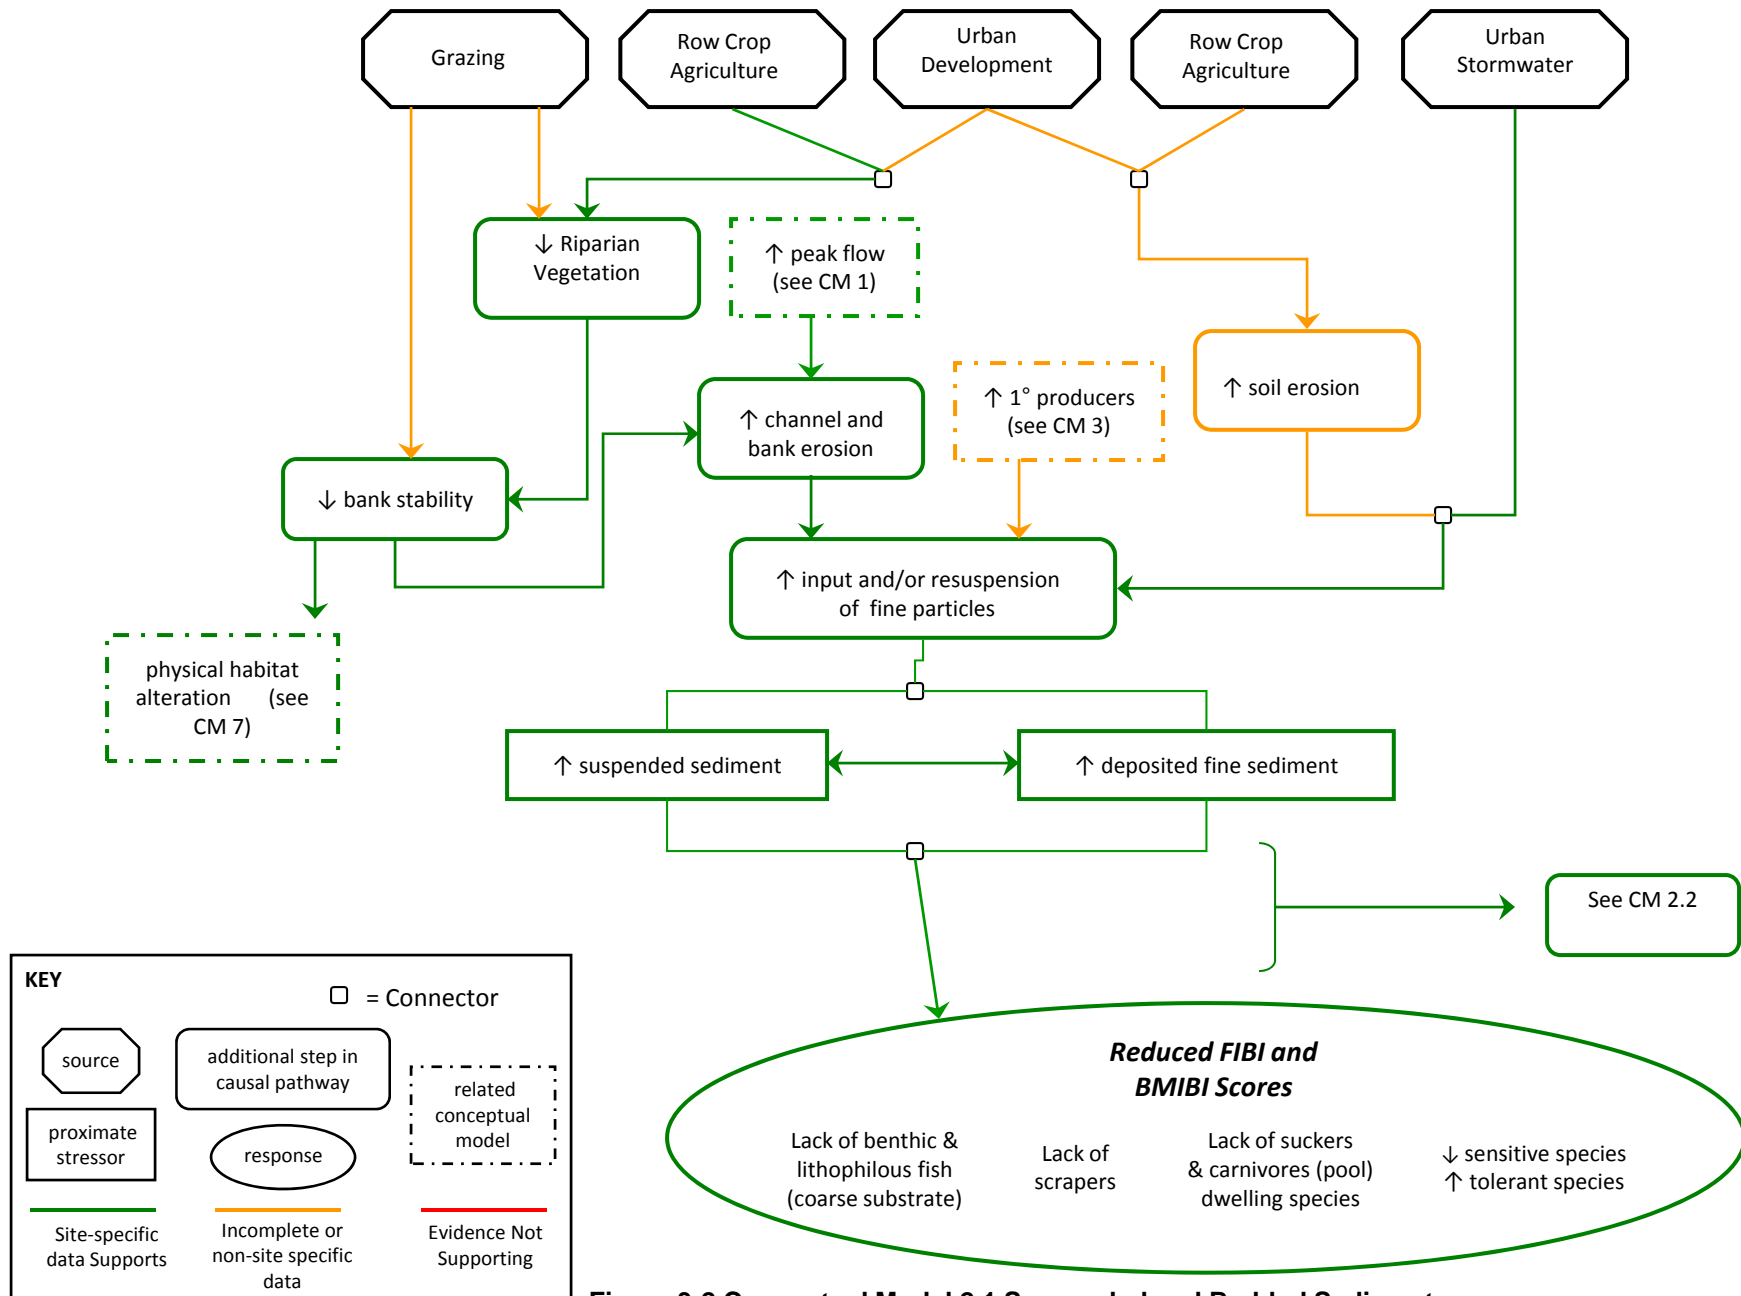 Grazing
Row Crop
Agriculture
Urban
Development
Row Crop
Agriculture
Urban
Stormwater
↓ Riparian
Vegetation
↑ peak flow
(see CM 1)
↑ soil erosion
↑ 1° producers
(see CM 3)
↑ channel and
bank erosion
↓ bank stability
↑ input and/or resuspension
of fine particles
physical habitat
alteration (see
CM 7)
↑ suspended sediment
↑ deposited fine sediment
See CM 2.2
Reduced FIBI and
BMIBI Scores
Lack of benthic &
lithophilous fish
(coarse substrate)
Lack of
scrapers
Lack of suckers
& carnivores (pool)
dwelling species
↓ sensitive species
↑ tolerant species
KEY
= Connector
source
additional step in
causal pathway
related
conceptual
model
proximate
stressor
response
Site-specific
data Supports
Incomplete or
non-site specific
data
Evidence Not
Supporting